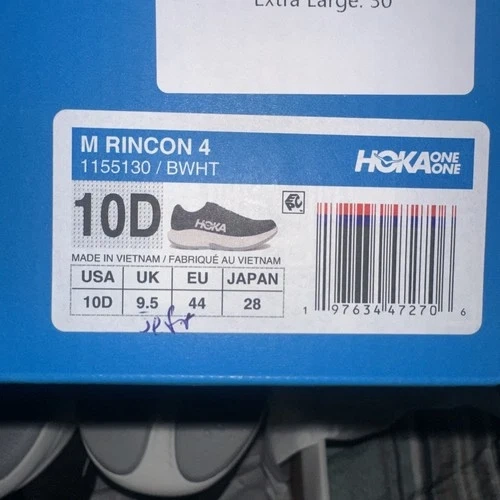 Extra Large: 30
M RINCON 4
1155130 / BWHT
HOKA ONE ONE
10D
HOKA
MADE IN VIETNAM / FABRIQUÉ AU VIETNAM
USA UK EU JAPAN
10D 9.5 44 28
1 97634 47270 6